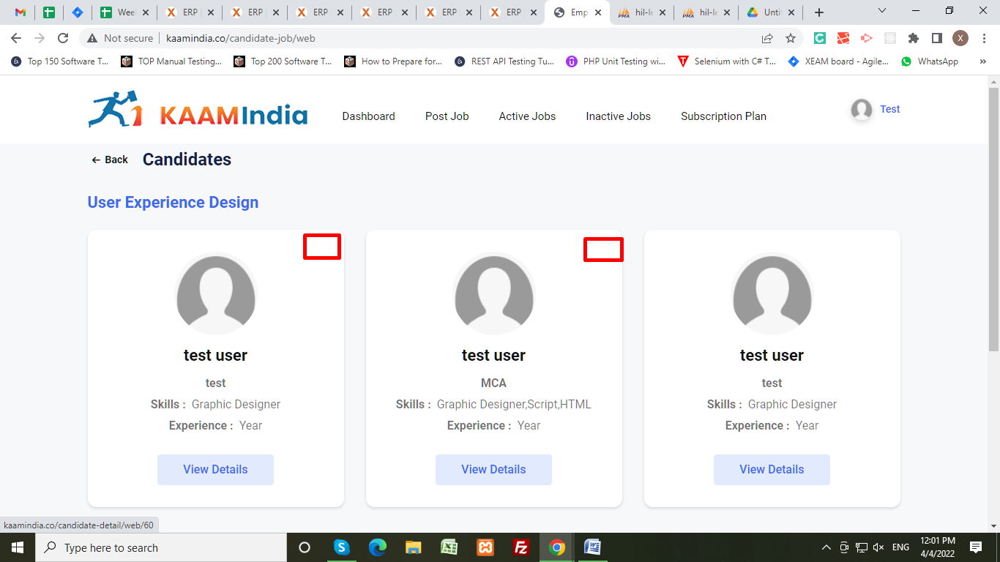 Wee
ERP
ERP
ERP
ERP
ERP
ERP
Emp
hil-le
hil-le
Unti
Not secure
kaamindia.co/candidate-job/web
X
Top 150 Software T...
TOP Manual Testing...
Top 200 Software T...
How to Prepare for...
REST API Testing Tu...
PHP Unit Testing wi...
Selenium with C# T...
XEAM board - Agile...
WhatsApp
»
KAAMIndia
Dashboard
Post Job
Active Jobs
Inactive Jobs
Subscription Plan
Test
← Back
Candidates
User Experience Design
test user
test
Skills : Graphic Designer
Experience : Year
View Details
test user
MCA
Skills : Graphic Designer,Script,HTML
Experience : Year
View Details
test user
test
Skills : Graphic Designer
Experience : Year
View Details
kaamindia.co/candidate-detail/web/60
Type here to search
ENG
12:01 PM
4/4/2022